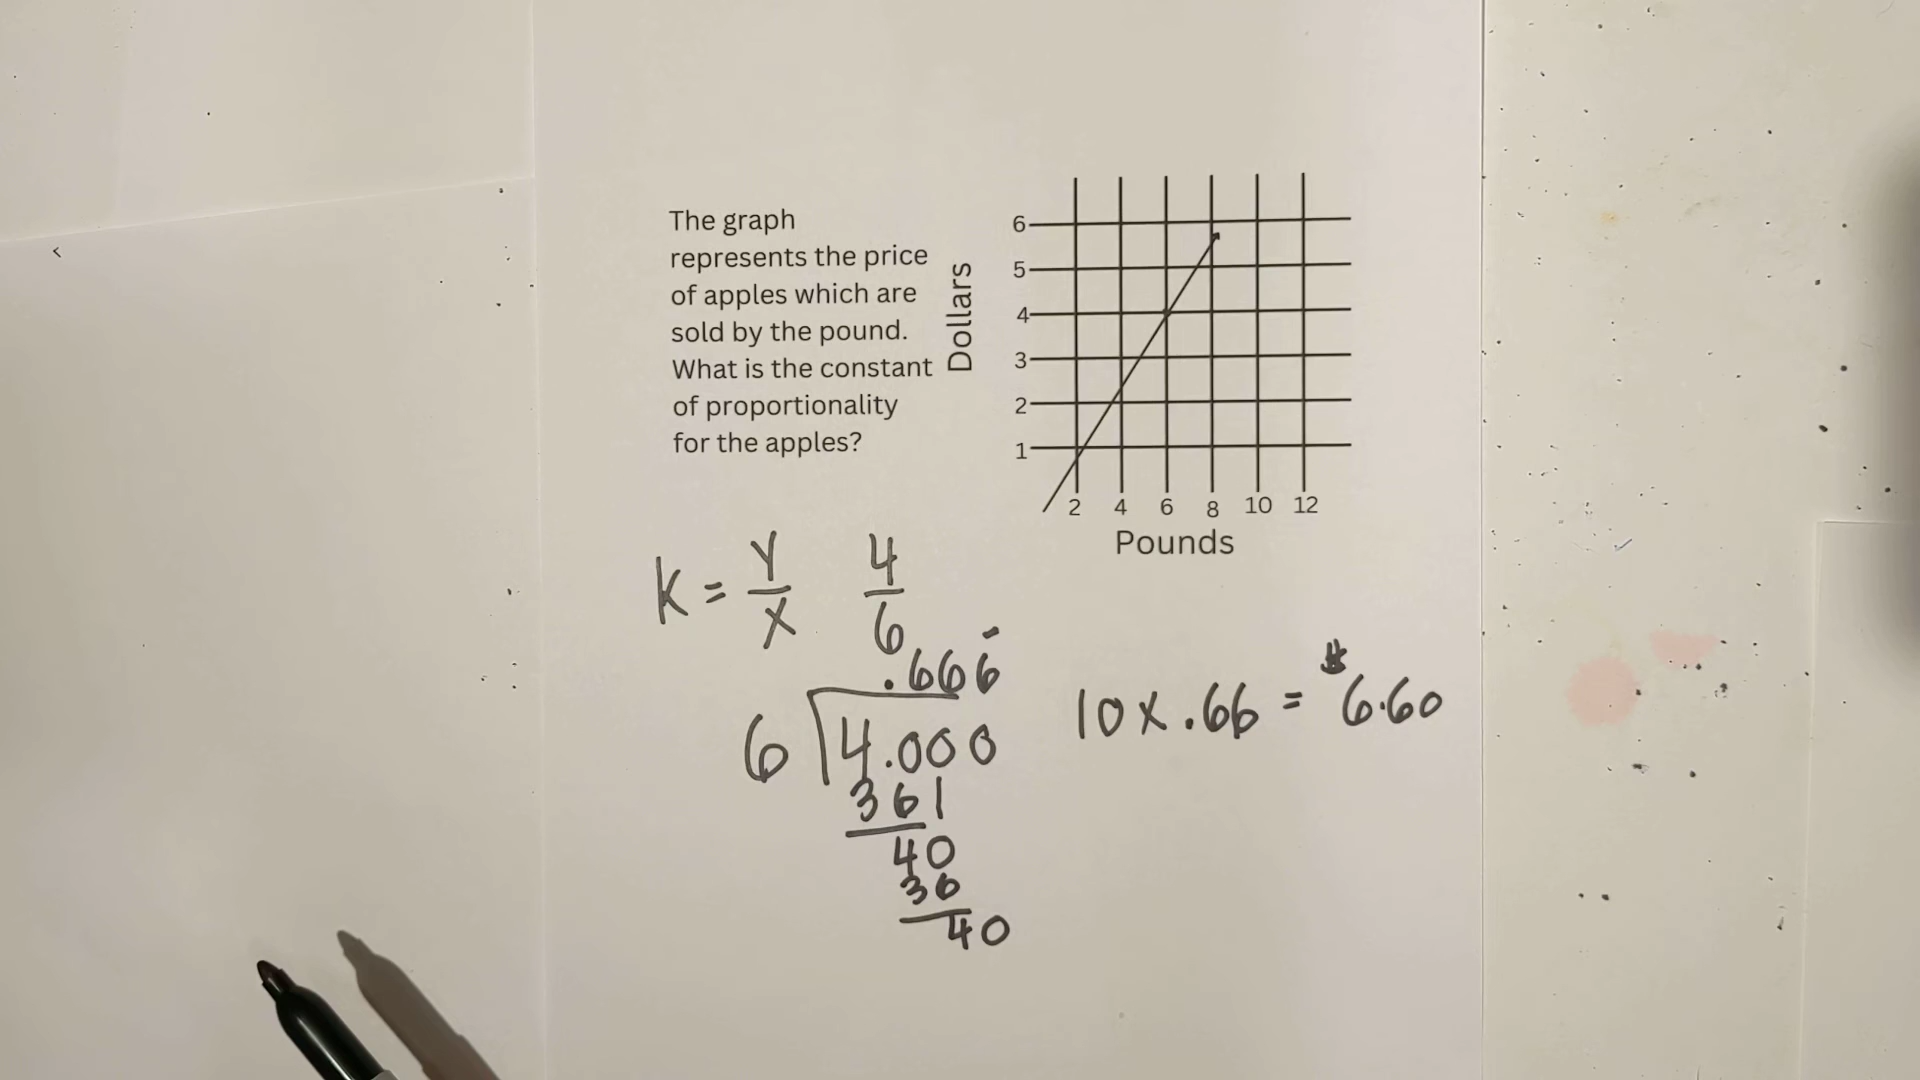 The graph
represents the price
of apples which are
sold by the pound.
What is the constant
of proportionality
for the apples?
Dollars
6
5
4
3
2
1
2 4 6 8 10 12
Pounds
K = Y/X 4/6
.666
6 4.000
361
40
36
40
10 x .66 = $6.60